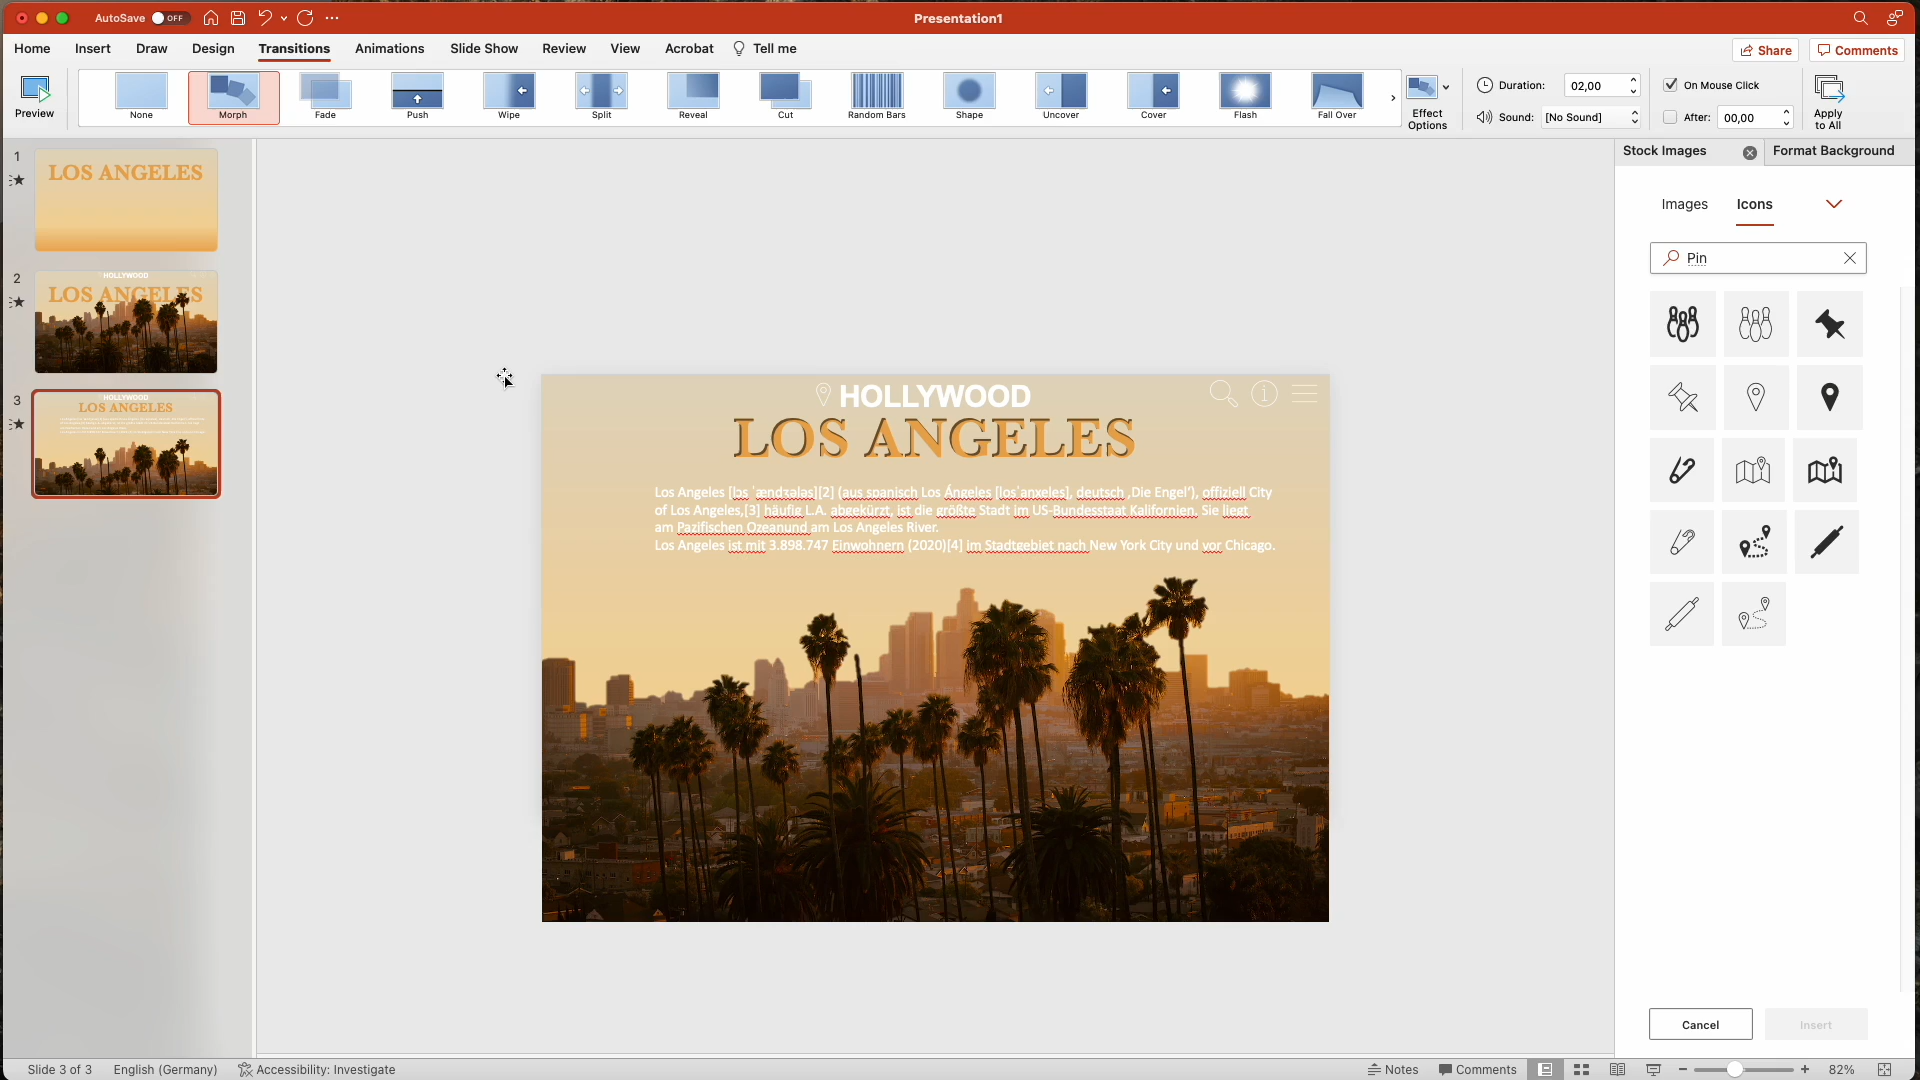 AutoSave OFF
Presentation1
Home Insert Draw Design Transitions Animations Slide Show Review View Acrobat Tell me
Share Comments
Preview
None Morph Fade Push Wipe Split Reveal Cut Random Bars Shape Uncover Cover Flash Fall Over
Effect Options
Duration: 02,00
Sound: [No Sound]
On Mouse Click
After: 00,00
Apply to All
1
LOS ANGELES
2
HOLLYWOOD
LOS ANGELES
3
HOLLYWOOD
LOS ANGELES
HOLLYWOOD
LOS ANGELES
Los Angeles [lɔs ˈændʒələs][2] (aus spanisch Los Ángeles [losˈaŋxeles], deutsch ‚Die Engel‘), offiziell City
of Los Angeles,[3] häufig L.A. abgekürzt, ist die größte Stadt im US-Bundesstaat Kalifornien. Sie liegt
am Pazifischen Ozeanund am Los Angeles River.
Los Angeles ist mit 3.898.747 Einwohnern (2020)[4] im Stadtgebiet nach New York City und vor Chicago.
Stock Images Format Background
Images Icons
Pin
Cancel Insert
Slide 3 of 3 English (Germany) Accessibility: Investigate
Notes Comments 82%